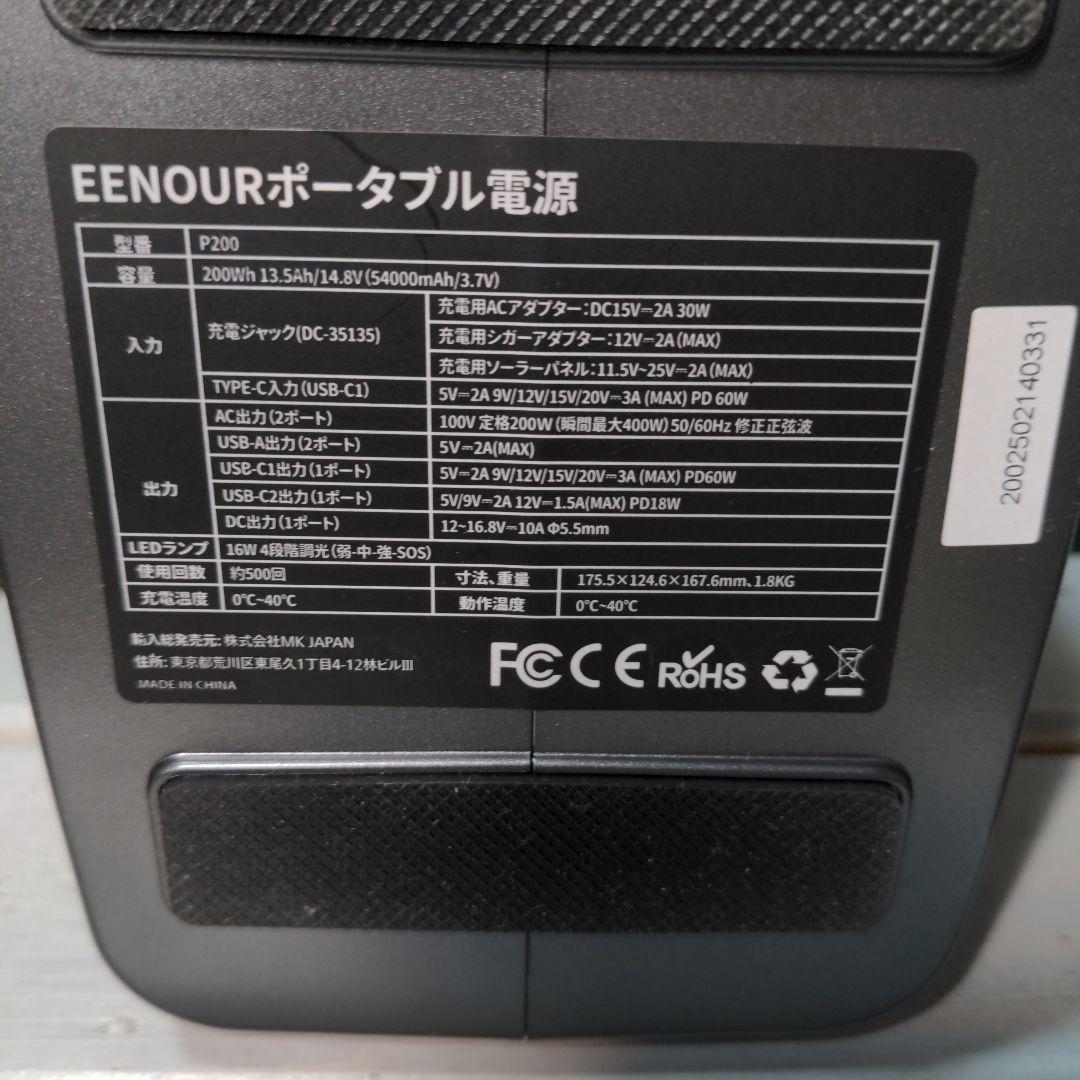 EENOURポータブル電源
型番 P200
容量 200Wh 13.5Ah/14.8V(54000mAh/3.7V)
入力 充電ジャック(DC-35135) 充電用ACアダプター:DC15V⎓2A 30W
充電用シガーアダプター:12V⎓2A(MAX)
充電用ソーラーパネル:11.5V~25V⎓2A(MAX)
TYPE-C入力(USB-C1) 5V⎓2A 9V/12V/15V/20V⎓3A (MAX) PD 60W
出力 AC出力(2ポート) 100V 定格200W(瞬間最大400W)50/60Hz 修正正弦波
USB-A出力(2ポート) 5V⎓2A(MAX)
USB-C1出力(1ポート) 5V⎓2A 9V/12V/15V/20V⎓3A (MAX) PD60W
USB-C2出力(1ポート) 5V/9V⎓2A 12V⎓1.5A(MAX) PD18W
DC出力(1ポート) 12~16.8V⎓10A Φ5.5mm
LEDランプ 16W 4段階調光(弱-中-強-SOS)
使用回数 約500回 寸法、重量 175.5×124.6×167.6mm、1.8KG
充電温度 0℃~40℃ 動作温度 0℃~40℃
輸入総発売元: 株式会社MK JAPAN
住所: 東京都荒川区東尾久1丁目4-12林ビルⅢ
MADE IN CHINA
FC CE RoHS
2002502140331